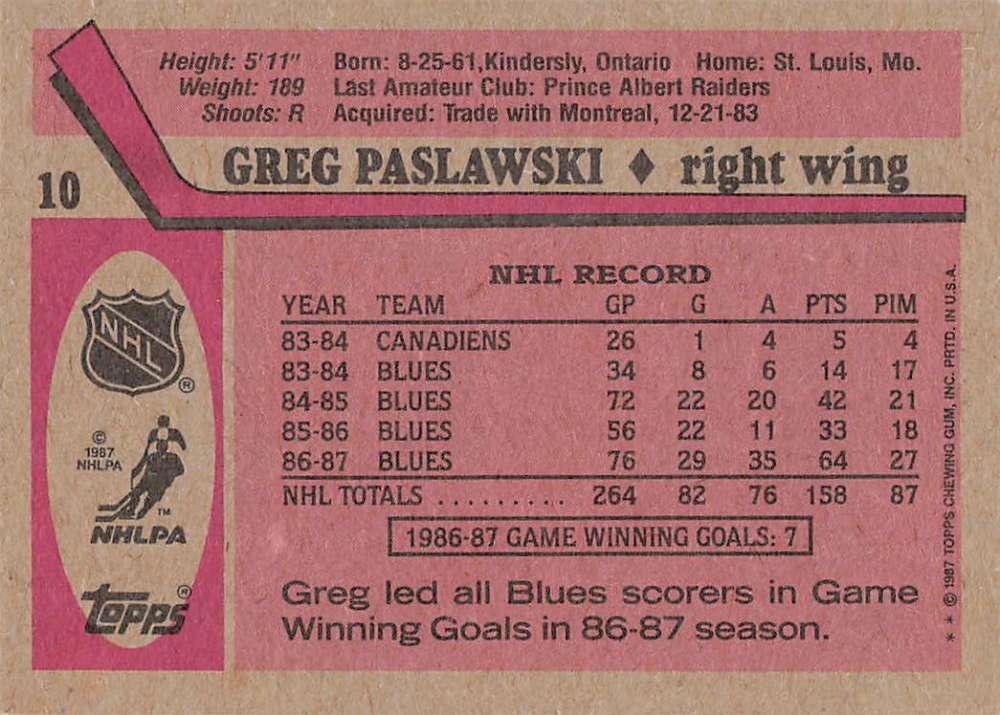 Height: 5'11" Born: 8-25-61,Kindersly, Ontario Home: St. Louis, Mo.
Weight: 189 Last Amateur Club: Prince Albert Raiders
Shoots: R Acquired: Trade with Montreal, 12-21-83
10 GREG PASLAWSKI ♦ right wing
NHL RECORD
YEAR TEAM GP G A PTS PIM
83-84 CANADIENS 26 1 4 5 4
83-84 BLUES 34 8 6 14 17
84-85 BLUES 72 22 20 42 21
85-86 BLUES 56 22 11 33 18
86-87 BLUES 76 29 35 64 27
NHL TOTALS .......... 264 82 76 158 87
1986-87 GAME WINNING GOALS: 7
Greg led all Blues scorers in Game
Winning Goals in 86-87 season.
NHL ®
©
1987
NHLPA
TM
NHLPA
topps ®
* * © 1987 TOPPS CHEWING GUM, INC. PRTD. IN U.S.A.